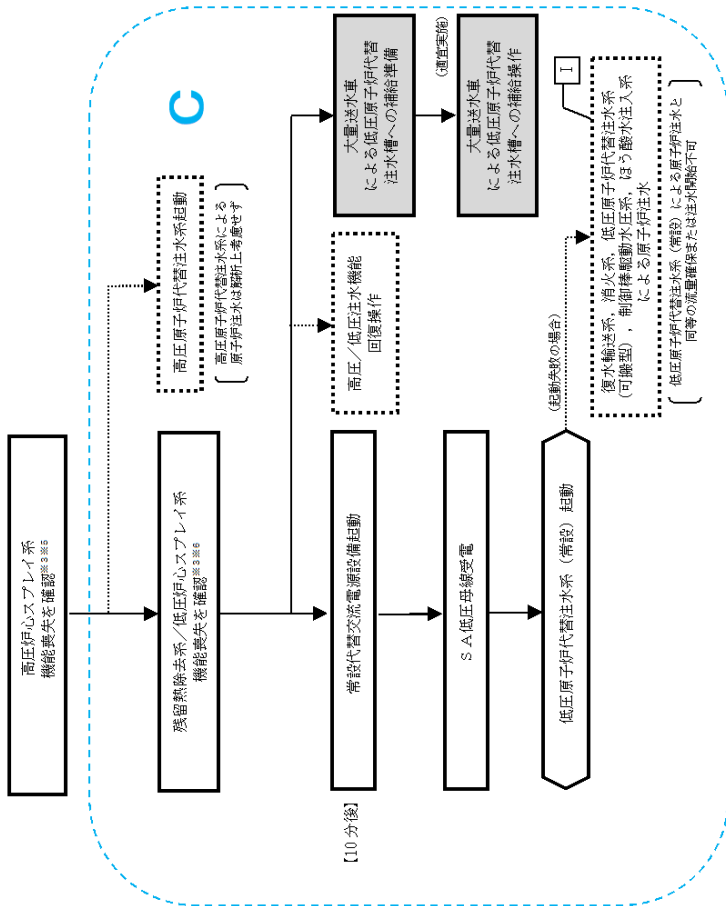 高圧炉心スプレイ系
機能喪失を確認※３※６
C
高圧原子炉代替注水系起動
高圧原子炉代替注水系による
原子炉注水は解析上考慮せず
残留熱除去系／低圧炉心スプレイ系
機能喪失を確認※３※６
【10 分後】
常設代替交流電源設備起動
高圧／低圧注水機能
回復操作
大量送水車
による低圧原子炉代替
注水槽への補給準備
ＳＡ低圧母線受電
(適宜実施)
大量送水車
による低圧原子炉代替
注水槽への補給操作
低圧原子炉代替注水系（常設）起動
(起動失敗の場合)
I
復水輸送系，消火系，低圧原子炉代替注水系
(可搬型)，制御棒駆動水圧系，ほう酸水注入系
による原子炉注水
低圧原子炉代替注水系（常設）による原子炉注水と
同等の流量確保または注水開始不可